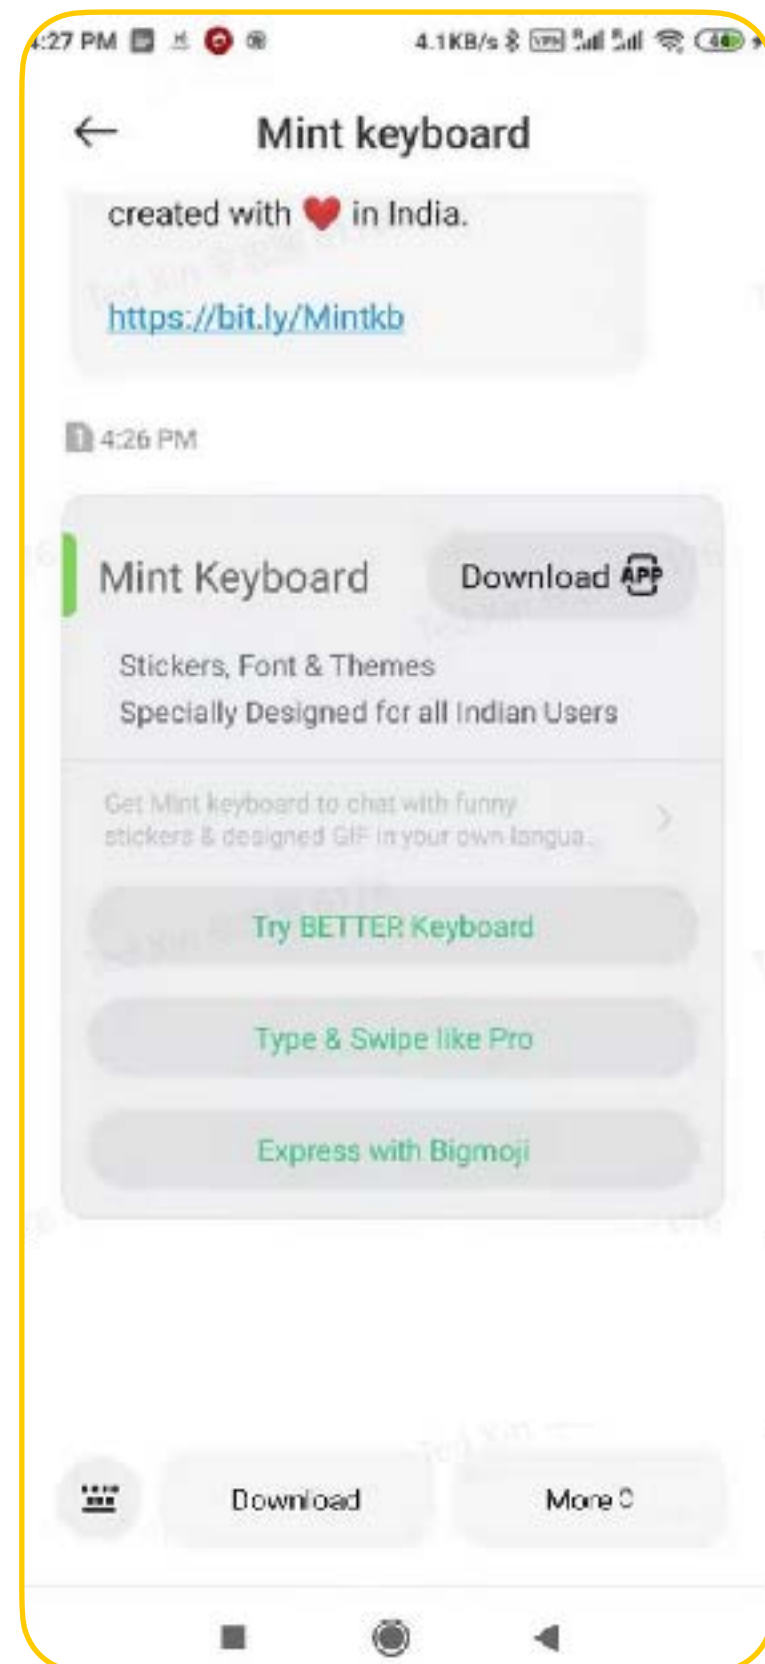 4:27 PM
4.1KB/s VPN
Mint keyboard
created with ❤️ in India.
https://bit.ly/Mintkb
1 4:26 PM
Mint Keyboard
Download APP
Stickers, Font & Themes
Specially Designed for all Indian Users
Get Mint keyboard to chat with funny
stickers & designed GIF in your own langua...
Try BETTER Keyboard
Type & Swipe like Pro
Express with Bigmoji
Download
More